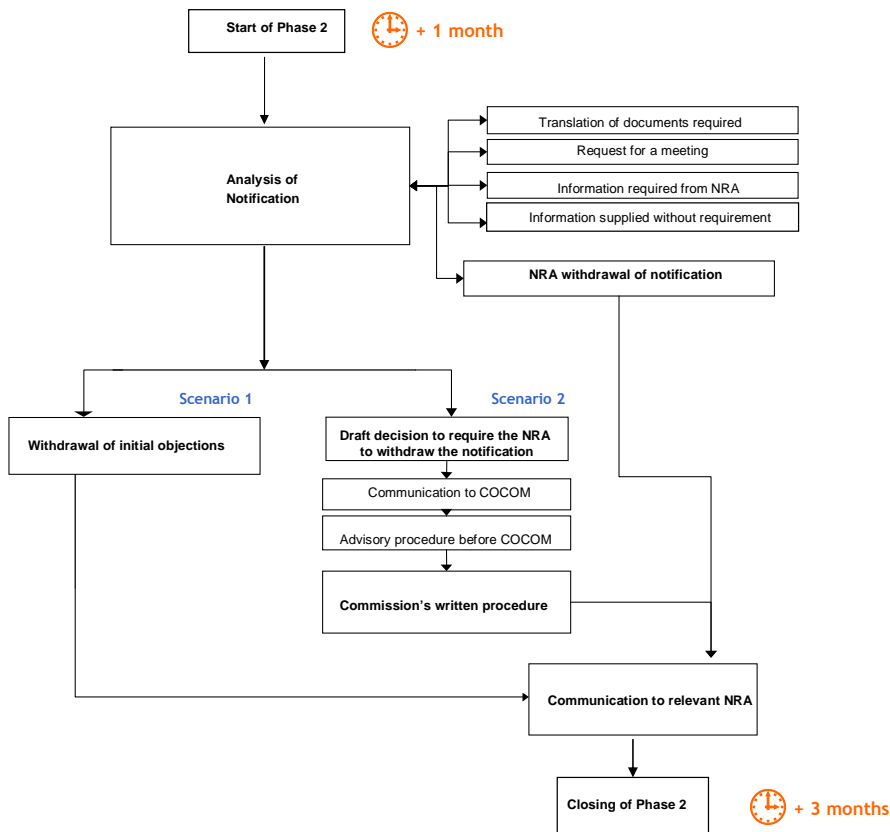 Start of Phase 2
+ 1 month
Translation of documents required
Request for a meeting
Analysis of
Notification
Information required from NRA
Information supplied without requirement
NRA withdrawal of notification
Scenario 1
Scenario 2
Withdrawal of initial objections
Draft decision to require the NRA
to withdraw the notification
Communication to COCOM
Advisory procedure before COCOM
Commission's written procedure
Communication to relevant NRA
Closing of Phase 2
+ 3 months